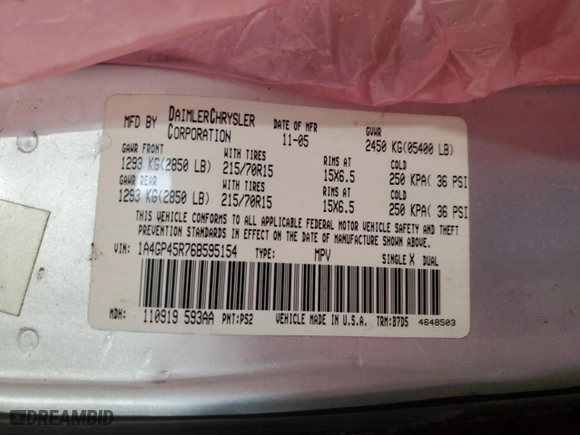 MFD BY DAIMLERCHRYSLER CORPORATION
DATE OF MFR 11-05
GVWR 2450 KG(05400 LB)
GAWR FRONT WITH TIRES RIMS AT COLD
1293 KG(2850 LB) 215/70R15 15X6.5 250 KPA( 36 PSI
GAWR REAR WITH TIRES RIMS AT COLD
1293 KG(2850 LB) 215/70R15 15X6.5 250 KPA( 36 PSI
THIS VEHICLE CONFORMS TO ALL APPLICABLE FEDERAL MOTOR VEHICLE SAFETY AND THEFT
PREVENTION STANDARDS IN EFFECT ON THE DATE OF MANUFACTURE SHOWN ABOVE.
VIN: 1A4GP45R76B595154 TYPE: MPV SINGLE X DUAL
MDH: 110919 593AA PNT:PS2 VEHICLE MADE IN U.S.A. TRM:B7D5 4648503
DREAMBID